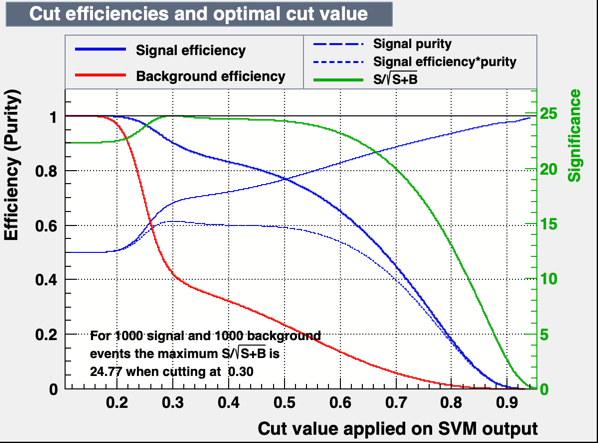 Cut efficiencies and optimal cut value
Signal efficiency
Background efficiency
Signal purity
Signal efficiency*purity
S/√S+B
Efficiency (Purity)
1
0.8
0.6
0.4
0.2
0
25
20
15
10
5
0
Significance
For 1000 signal and 1000 background
events the maximum S/√S+B is
24.77 when cutting at 0.30
0.2 0.3 0.4 0.5 0.6 0.7 0.8 0.9
Cut value applied on SVM output